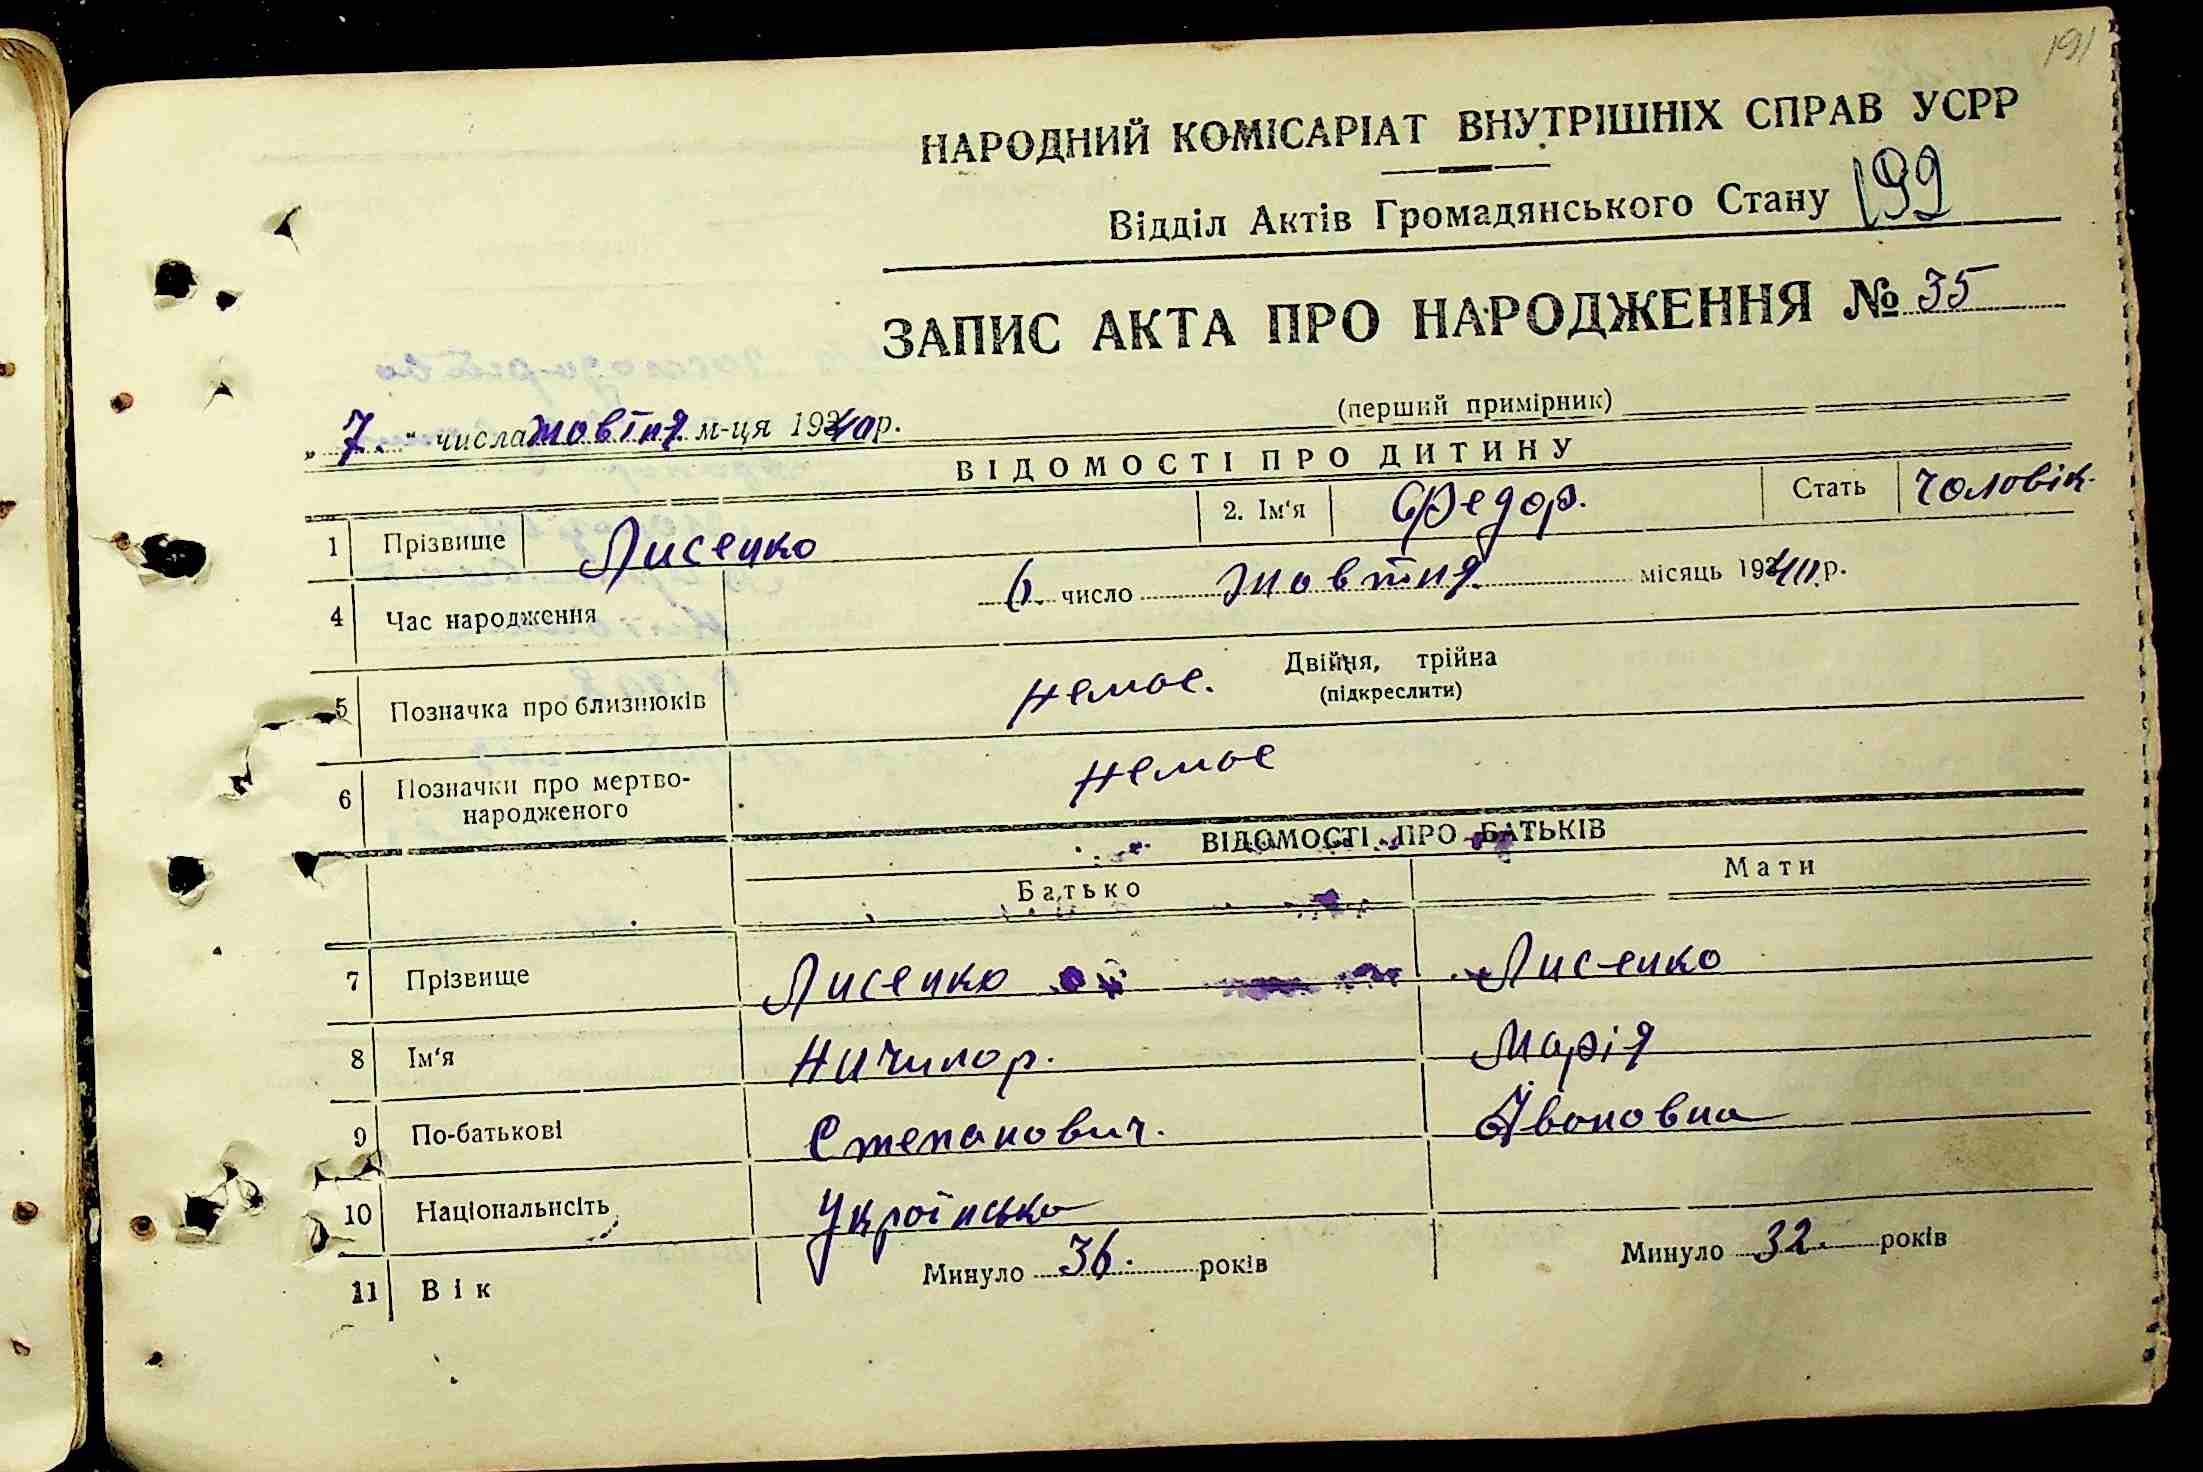 191
НАРОДНИЙ КОМІСАРІАТ ВНУТРІШНІХ СПРАВ УСРР
Відділ Актів Громадянського Стану 199
ЗАПИС АКТА ПРО НАРОДЖЕННЯ № 35
(перший примірник)
„ 7. " числа жовтня м-ця 1940 р.
ВІДОМОСТІ ПРО ДИТИНУ
1 Прізвище Лисенко 2. Ім'я Федор. Стать чоловік.
4 Час народження 6. число жовтня місяць 1940 р.
5 Позначка про близнюків немає. Двійня, трійна
(підкреслити)
6 Позначки про мертво-
народженого немає
ВІДОМОСТІ ПРО БАТЬКІВ
Батько Мати
7 Прізвище Лисенко Лисенко
8 Ім'я Ничипор. Марія
9 По-батькові Степанович. Івановна
10 Національнсіть Українська
11 Вік Минуло 36. років Минуло 32. років